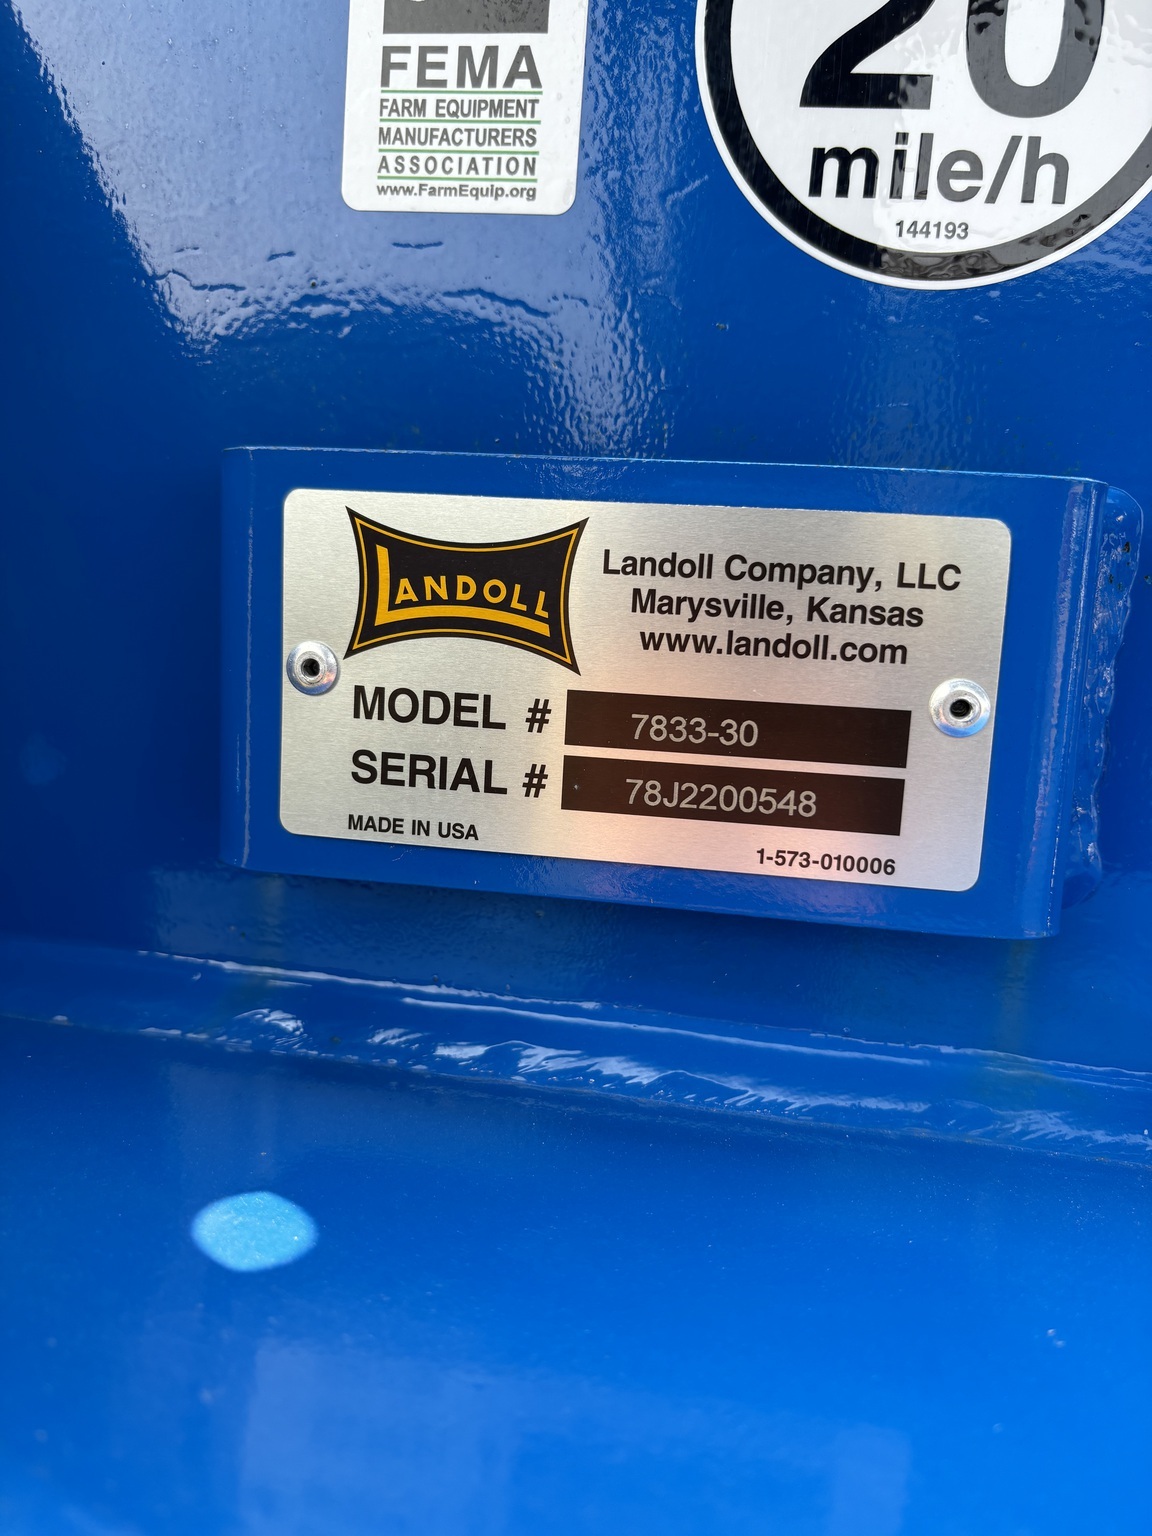 FEMA
FARM EQUIPMENT
MANUFACTURERS
ASSOCIATION
www.FarmEquip.org
20
mile/h
144193
LANDOLL
Landoll Company, LLC
Marysville, Kansas
www.landoll.com
MODEL # 7833-30
SERIAL # 78J2200548
MADE IN USA
1-573-010006